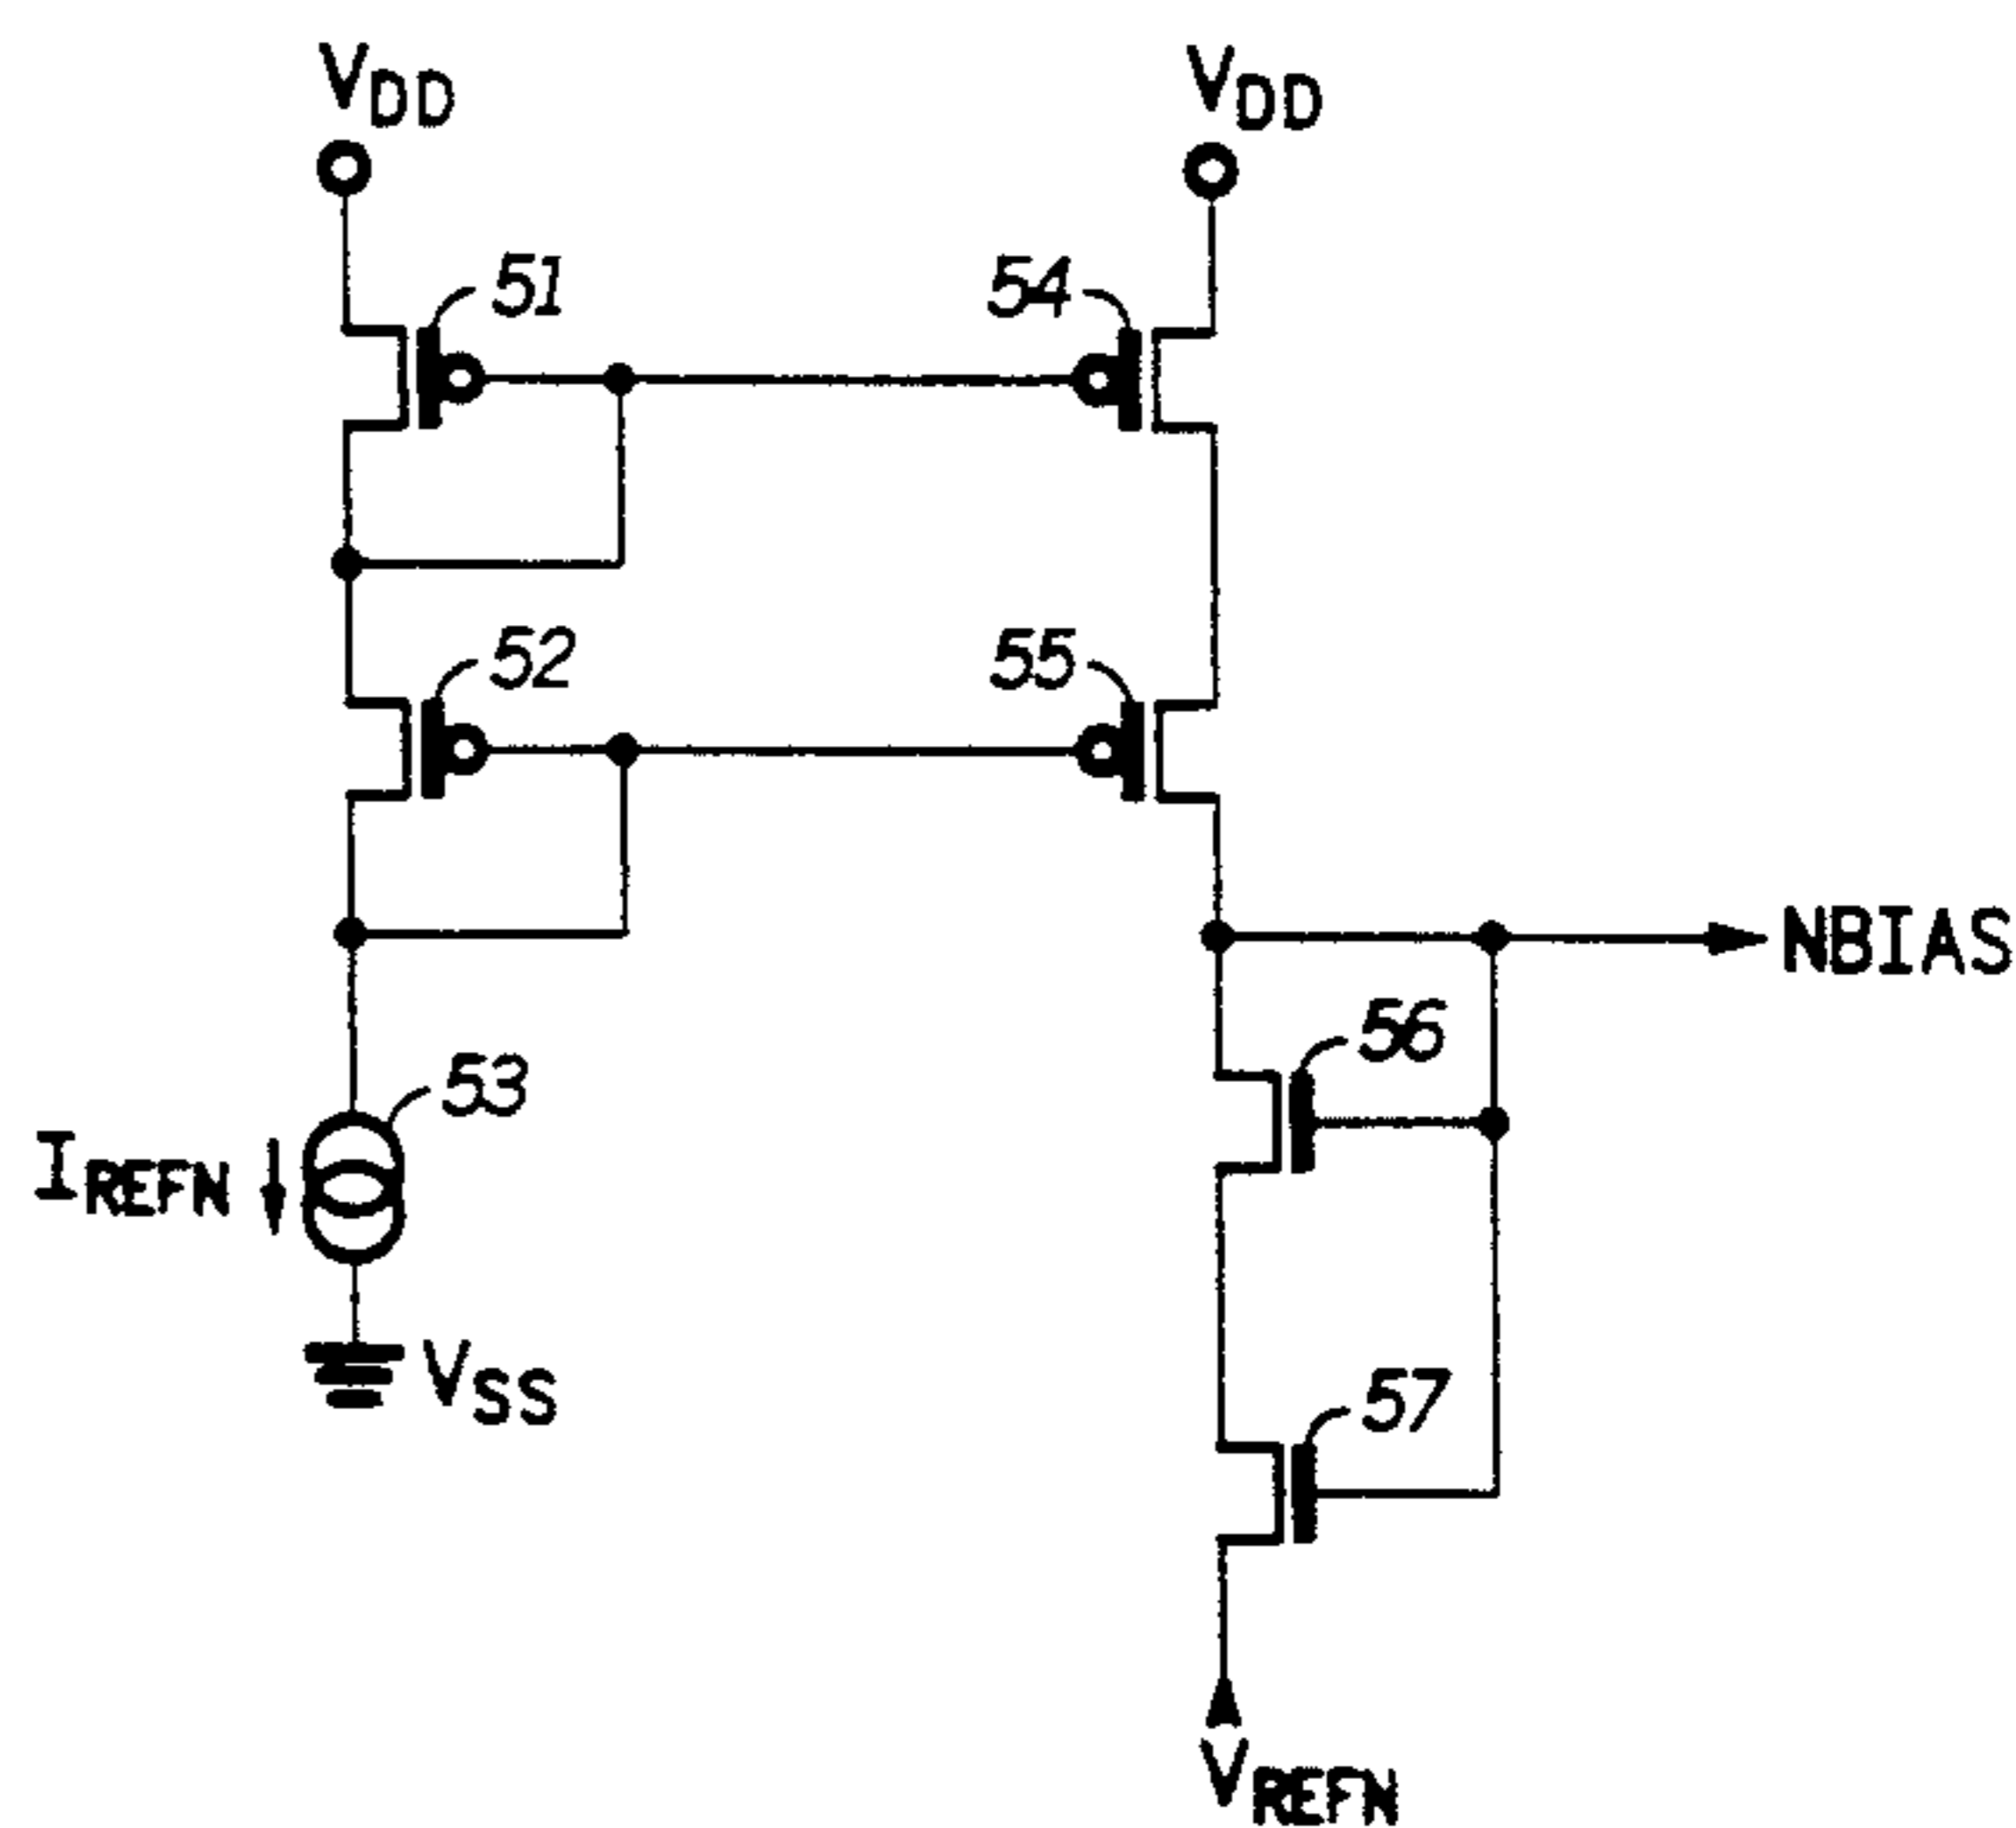 VDD VDD
51 54
52 55
NBIAS
56
53
IREFN
VSS
57
VREFN